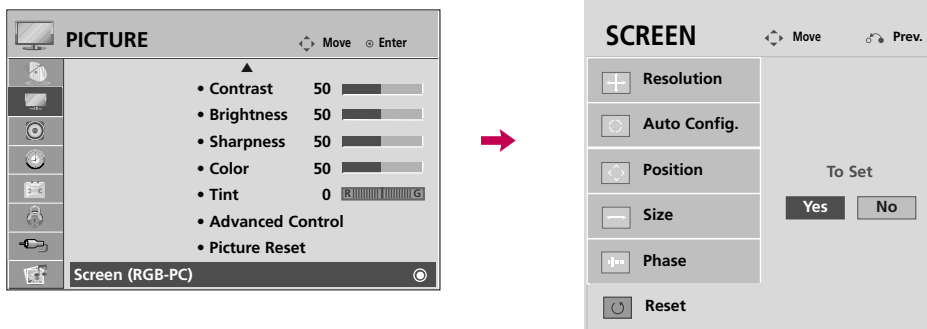 PICTURE Move Enter
• Contrast 50
• Brightness 50
• Sharpness 50
• Color 50
• Tint 0 R G
• Advanced Control
• Picture Reset
Screen (RGB-PC)
SCREEN Move Prev.
Resolution
Auto Config.
Position
Size
Phase
Reset
To Set
Yes No